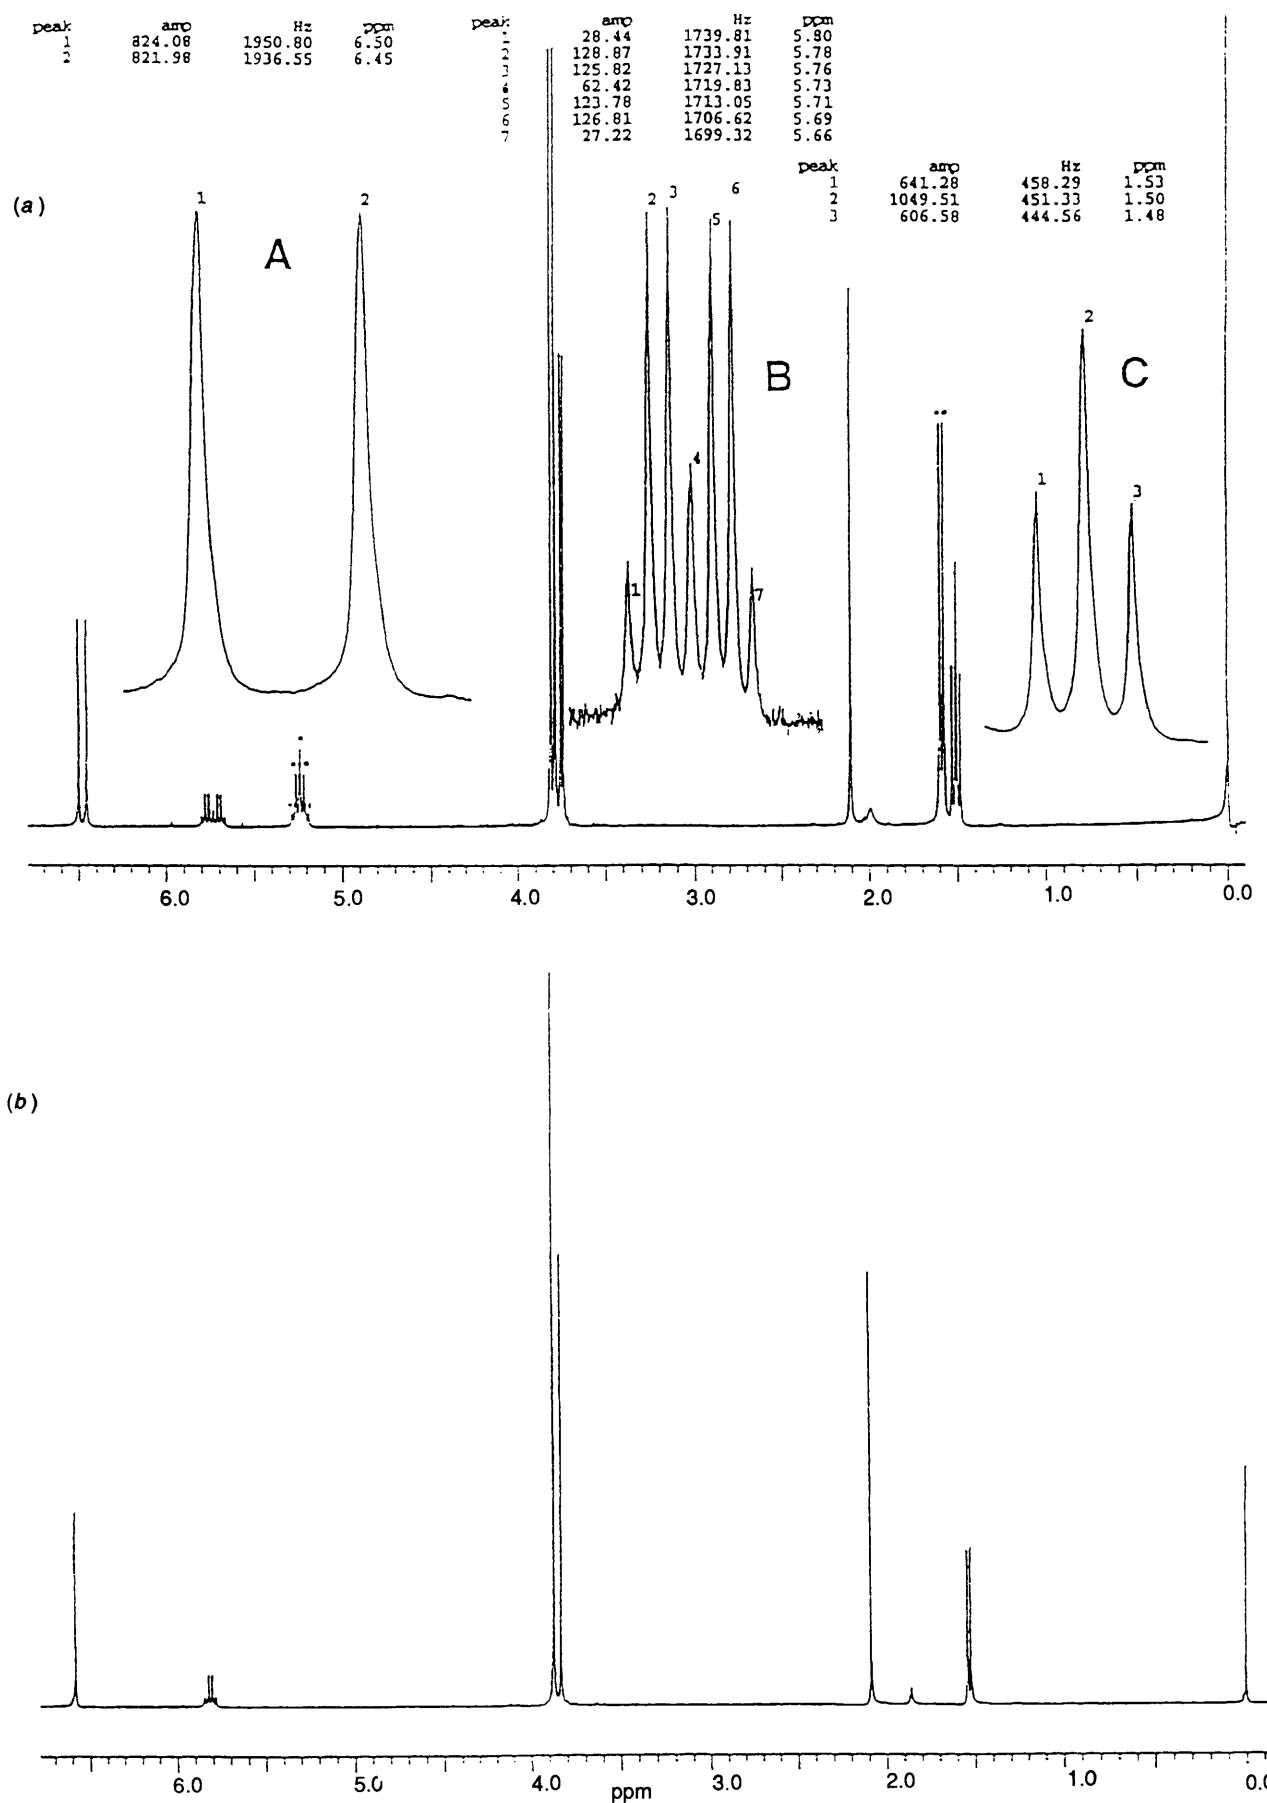 peak amp Hz ppm
1 824.08 1950.80 6.50
2 821.98 1936.55 6.45
peak amp Hz ppm
28.44 1739.81 5.80
2 128.87 1733.91 5.78
3 125.82 1727.13 5.76
62.42 1719.83 5.73
5 123.78 1713.05 5.71
6 126.81 1706.62 5.69
7 27.22 1699.32 5.66
peak amp Hz ppm
1 641.28 458.29 1.53
2 1049.51 451.33 1.50
3 606.58 444.56 1.48
(a)
1 2
A
1 2 3 4 5 6 7
B
1 2 3
C
6.0 5.0 4.0 3.0 2.0 1.0 0.0
(b)
6.0 5.0 4.0 3.0 2.0 1.0 0.0
ppm